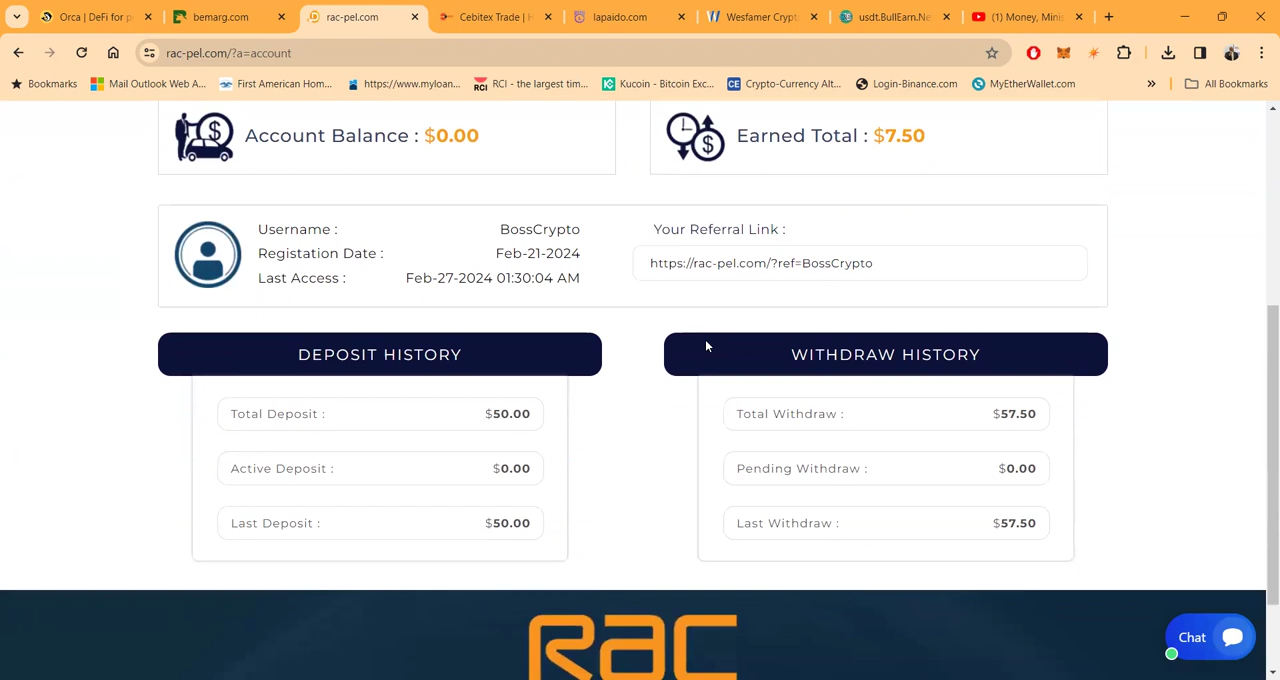 Orca | DeFi for p
bemarg.com
rac-pel.com
Cebitex Trade | H
lapaido.com
Wesfamer Crypt
usdt.BullEarn.Ne
(1) Money, Minis
rac-pel.com/?a=account
Bookmarks
Mail Outlook Web A...
First American Hom...
https://www.myloan...
RCI - the largest tim...
Kucoin - Bitcoin Exc...
Crypto-Currency Alt...
Login-Binance.com
MyEtherWallet.com
All Bookmarks
Account Balance : $0.00
Earned Total : $7.50
Username : BossCrypto
Registation Date : Feb-21-2024
Last Access : Feb-27-2024 01:30:04 AM
Your Referral Link :
https://rac-pel.com/?ref=BossCrypto
DEPOSIT HISTORY
Total Deposit : $50.00
Active Deposit : $0.00
Last Deposit : $50.00
WITHDRAW HISTORY
Total Withdraw : $57.50
Pending Withdraw : $0.00
Last Withdraw : $57.50
Rac
Chat